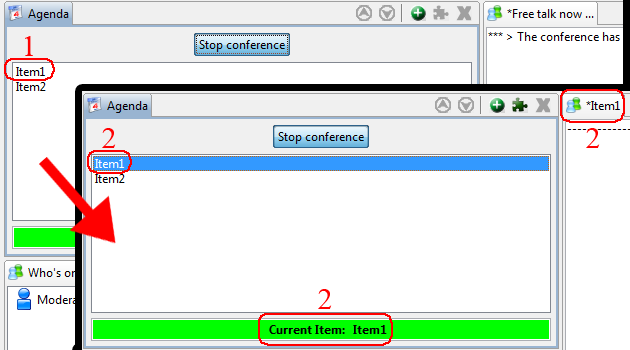 Agenda
*Free talk now ...
Stop conference
*** > The conference has
1
Item1
Item2
Agenda
*Item1
Stop conference
2
2
Item1
Item2
Who's on
Modera
2
Current Item: Item1